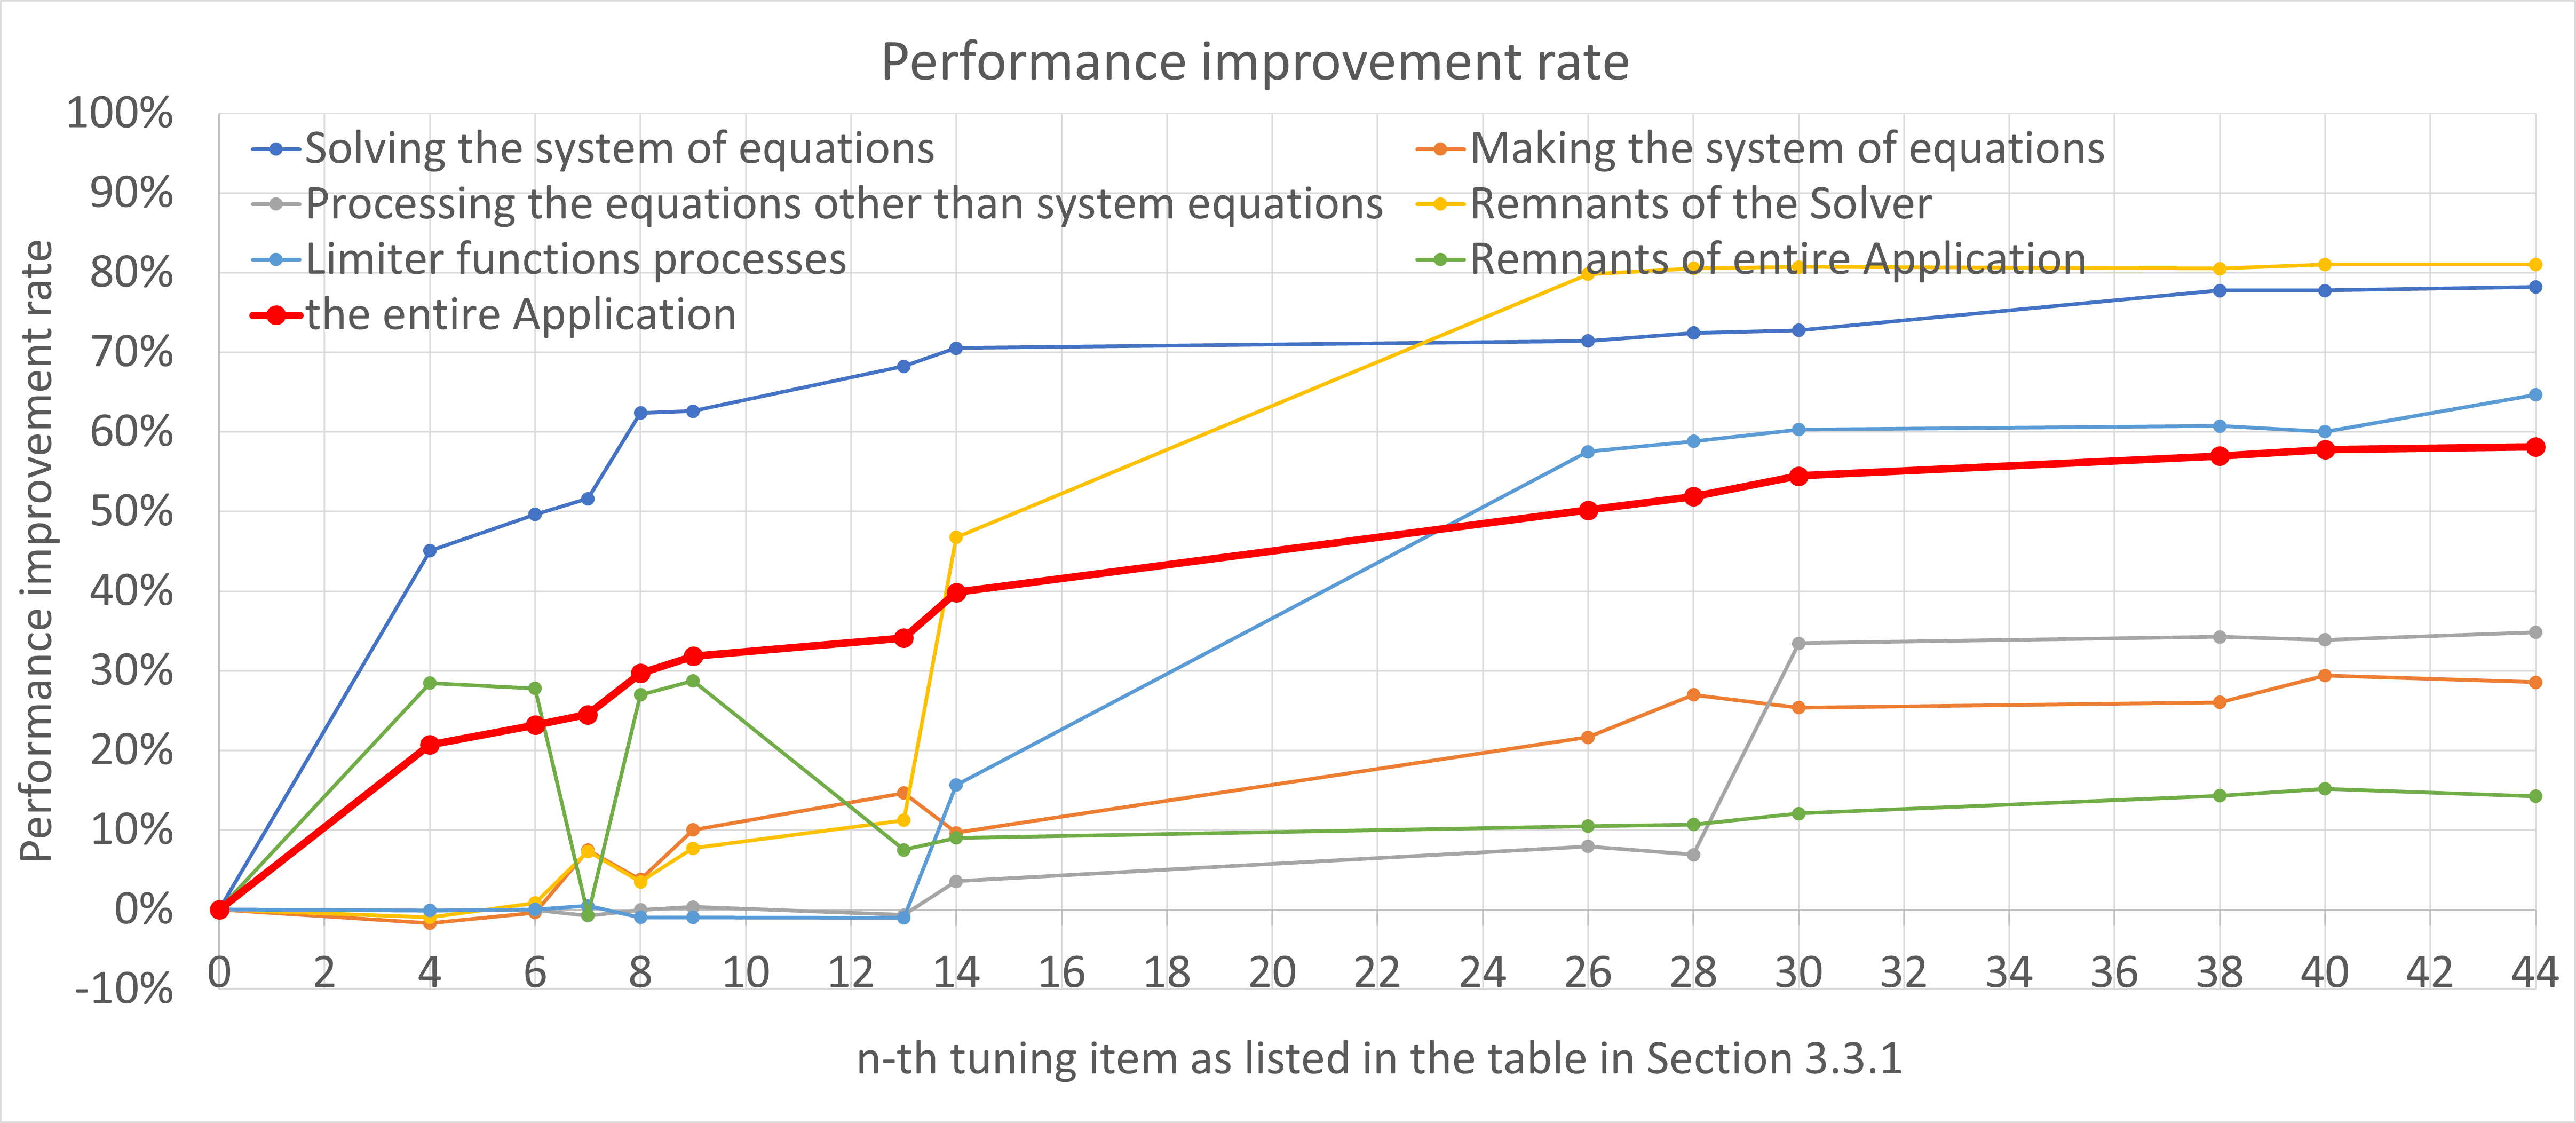 Performance improvement rate
100%
90%
80%
70%
60%
50%
40%
30%
20%
10%
0%
-10%
Performance improvement rate
Solving the system of equations
Making the system of equations
Processing the equations other than system equations
Remnants of the Solver
Limiter functions processes
Remnants of entire Application
the entire Application
0 2 4 6 8 10 12 14 16 18 20 22 24 26 28 30 32 34 36 38 40 42 44
n-th tuning item as listed in the table in Section 3.3.1